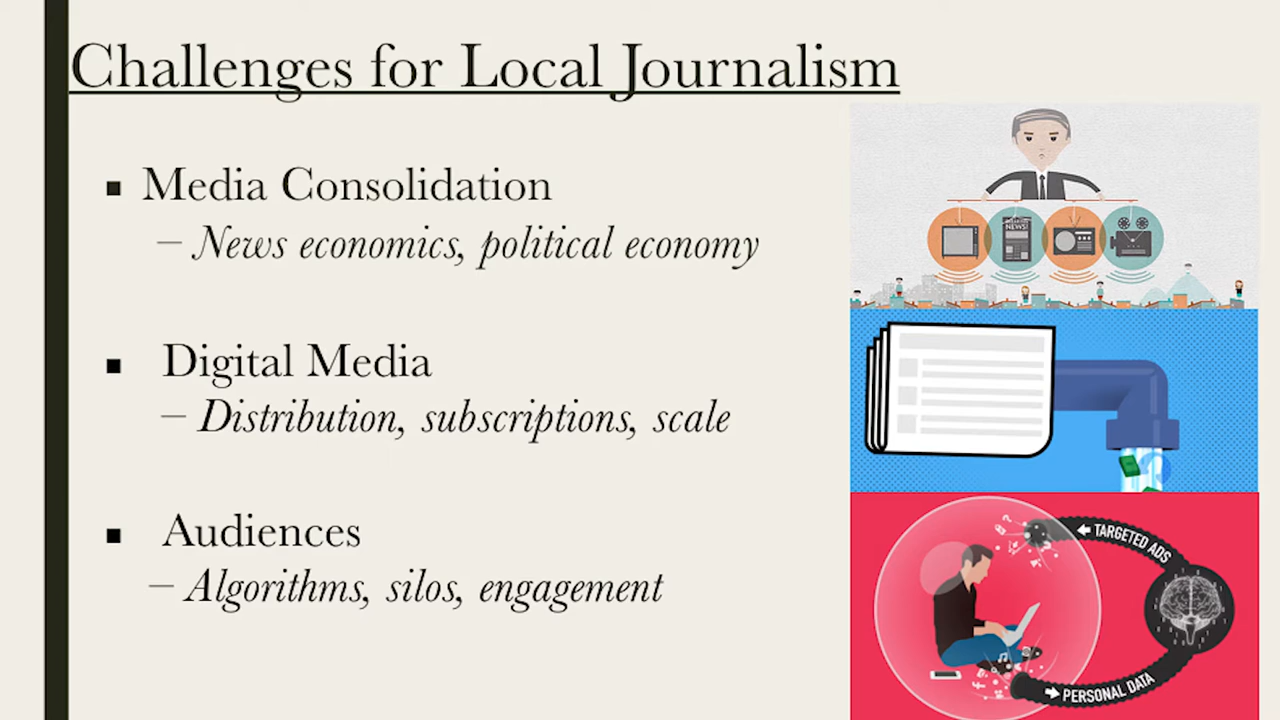 Challenges for Local Journalism
▪ Media Consolidation
– News economics, political economy
▪ Digital Media
– Distribution, subscriptions, scale
▪ Audiences
– Algorithms, silos, engagement
NEWS!
TARGETED ADS
PERSONAL DATA